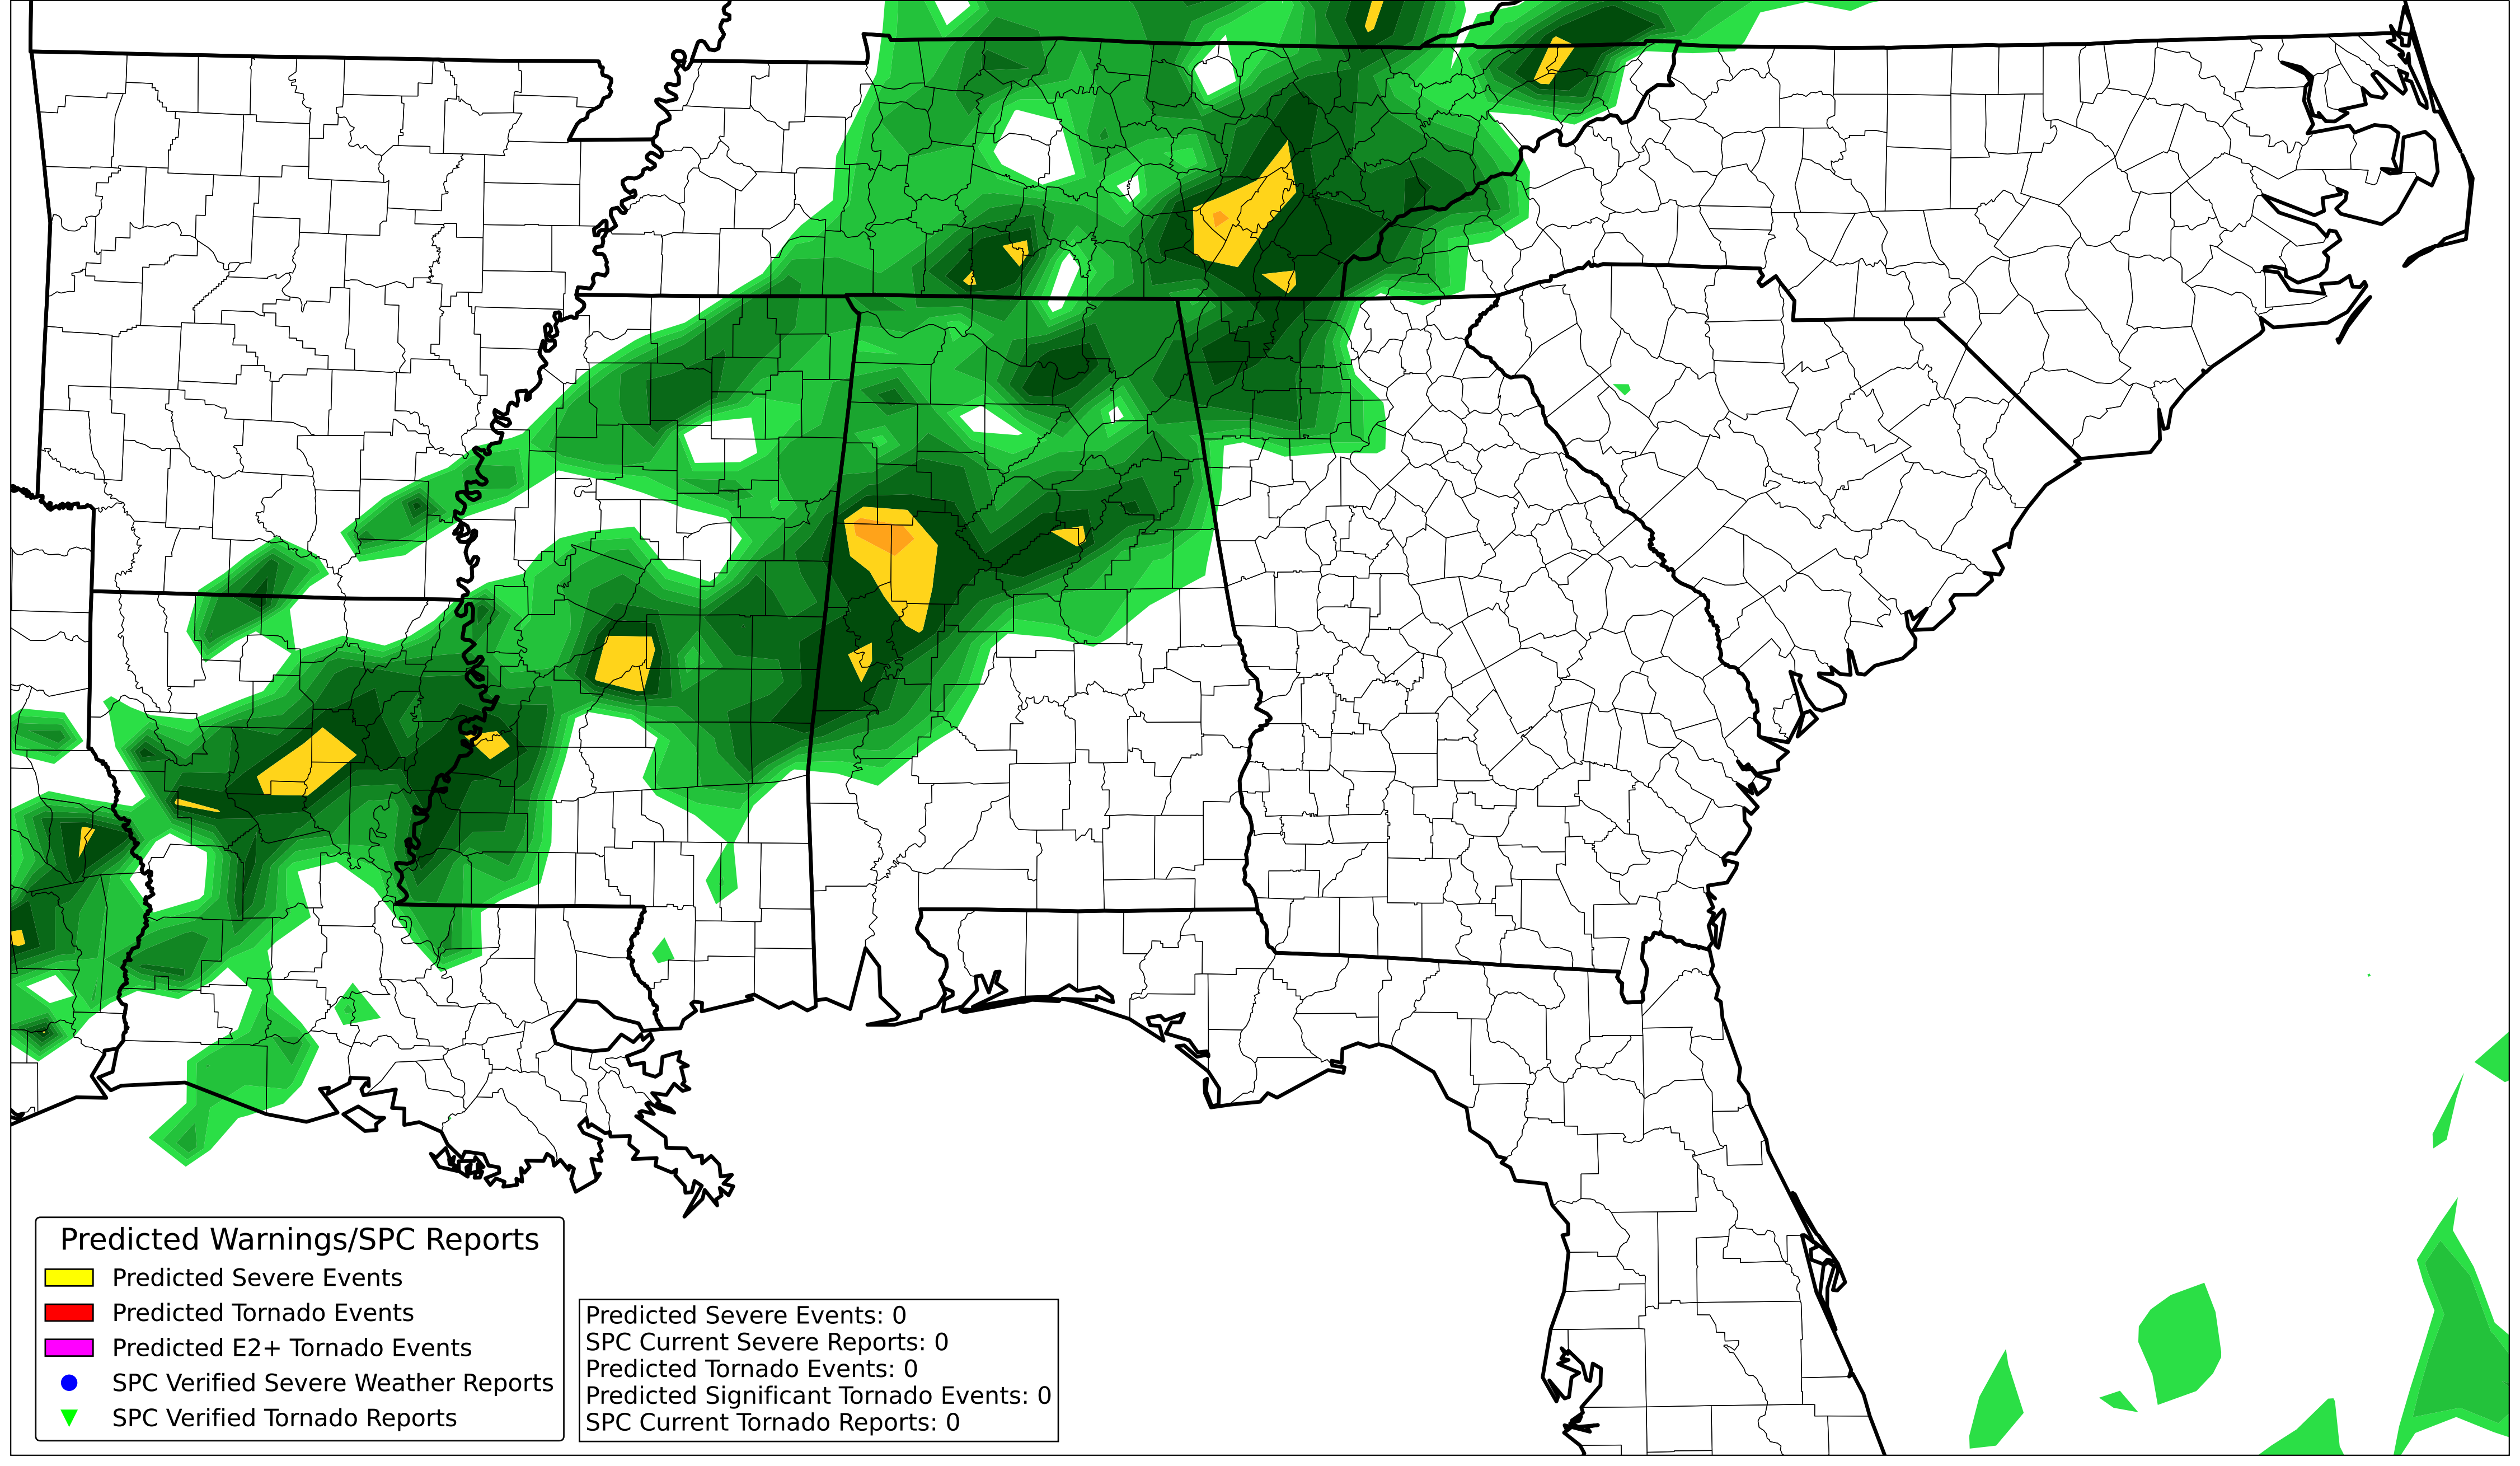 Predicted Warnings/SPC Reports
Predicted Severe Events
Predicted Tornado Events
Predicted E2+ Tornado Events
SPC Verified Severe Weather Reports
SPC Verified Tornado Reports
Predicted Severe Events: 0
SPC Current Severe Reports: 0
Predicted Tornado Events: 0
Predicted Significant Tornado Events: 0
SPC Current Tornado Reports: 0